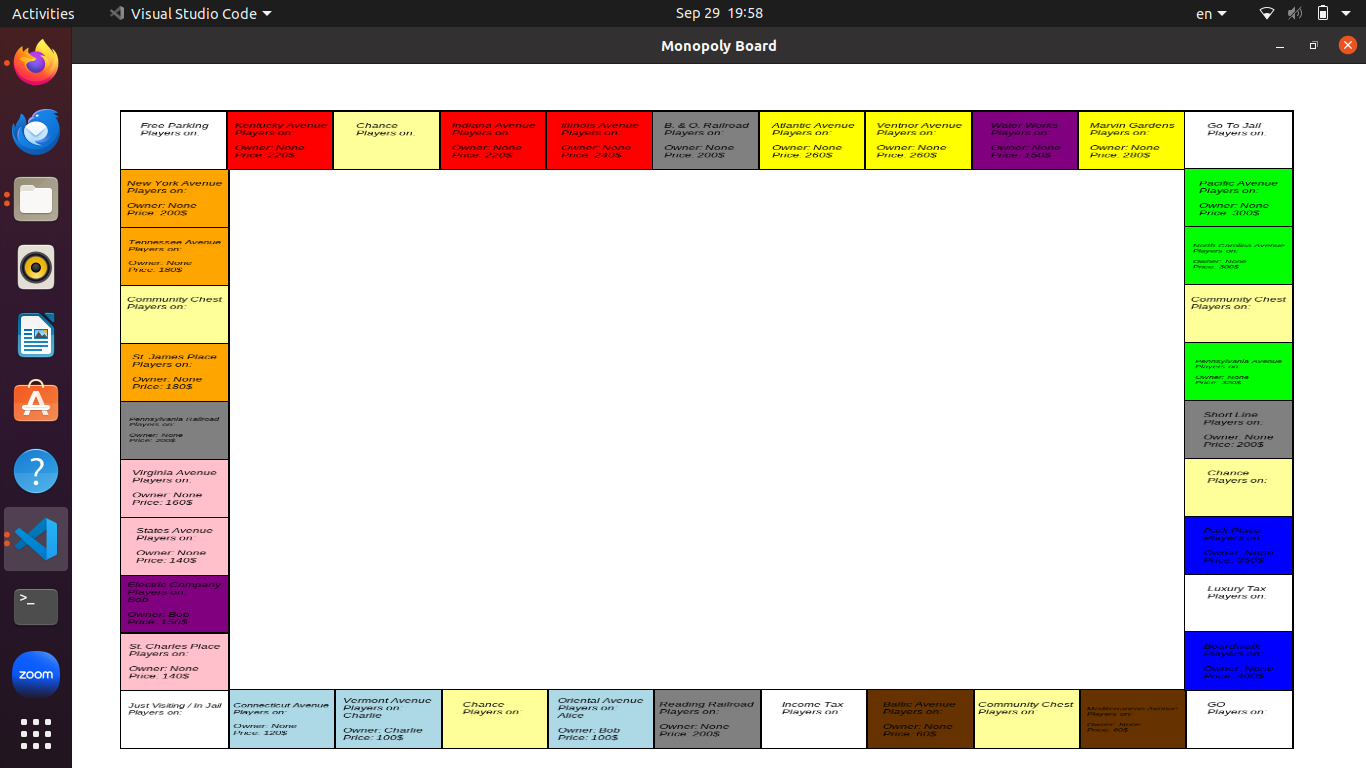 Activities
Visual Studio Code
Sep 29 19:58
en
Monopoly Board
Free Parking
Players on:
Kentucky Avenue
Players on:
Owner: None
Price: 220$
Chance
Players on:
Indiana Avenue
Players on:
Owner: None
Price: 220$
Illinois Avenue
Players on:
Owner: None
Price: 240$
B. & O. Railroad
Players on:
Owner: None
Price: 200$
Atlantic Avenue
Players on:
Owner: None
Price: 260$
Ventnor Avenue
Players on:
Owner: None
Price: 260$
Water Works
Players on:
Owner: None
Price: 150$
Marvin Gardens
Players on:
Owner: None
Price: 280$
Go To Jail
Players on:
New York Avenue
Players on:
Owner: None
Price: 200$
Pacific Avenue
Players on:
Owner: None
Price: 300$
Tennessee Avenue
Players on:
Owner: None
Price: 180$
North Carolina Avenue
Players on:
Owner: None
Price: 300$
Community Chest
Players on:
Community Chest
Players on:
St. James Place
Players on:
Owner: None
Price: 180$
Pennsylvania Avenue
Players on:
Owner: None
Price: 320$
Pennsylvania Railroad
Players on:
Owner: None
Price: 200$
Short Line
Players on:
Owner: None
Price: 200$
Virginia Avenue
Players on:
Owner: None
Price: 160$
Chance
Players on:
States Avenue
Players on:
Owner: None
Price: 140$
Park Place
Players on:
Owner: None
Price: 350$
Electric Company
Players on:
Bob
Owner: Bob
Price: 150$
Luxury Tax
Players on:
St. Charles Place
Players on:
Owner: None
Price: 140$
Boardwalk
Players on:
Owner: None
Price: 400$
zoom
Just Visiting / In Jail
Players on:
Connecticut Avenue
Players on:
Owner: None
Price: 120$
Vermont Avenue
Players on:
Charlie
Owner: Charlie
Price: 100$
Chance
Players on:
Oriental Avenue
Players on:
Alice
Owner: Bob
Price: 100$
Reading Railroad
Players on:
Owner: None
Price: 200$
Income Tax
Players on:
Baltic Avenue
Players on:
Owner: None
Price: 60$
Community Chest
Players on:
Mediterranean Avenue
Players on:
Owner: None
Price: 60$
GO
Players on: